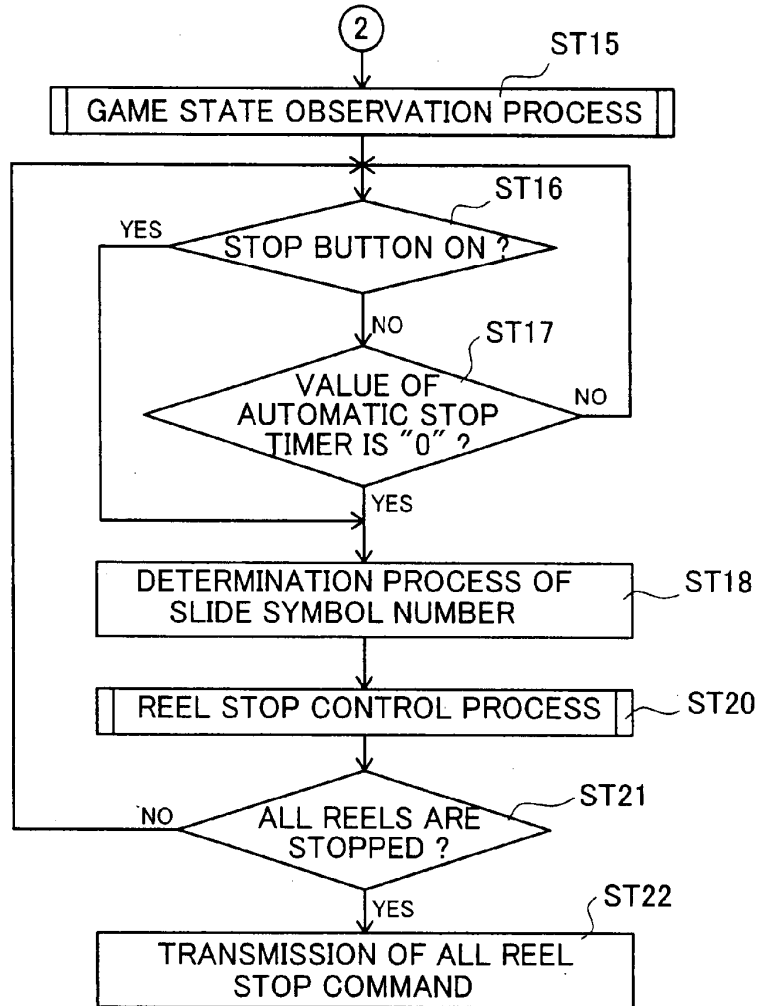 2
ST15
GAME STATE OBSERVATION PROCESS
ST16
YES
STOP BUTTON ON ?
NO
ST17
VALUE OF
AUTOMATIC STOP
TIMER IS "0" ?
NO
YES
DETERMINATION PROCESS OF
SLIDE SYMBOL NUMBER
ST18
REEL STOP CONTROL PROCESS
ST20
NO
ALL REELS ARE
STOPPED ?
ST21
YES
ST22
TRANSMISSION OF ALL REEL
STOP COMMAND